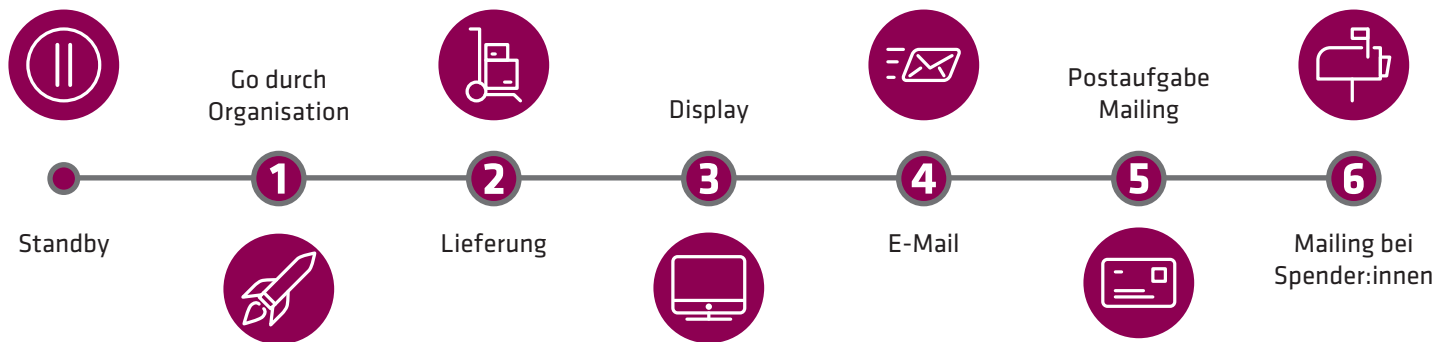 Standby
Go durch
Organisation
1
2
Lieferung
Display
3
4
E-Mail
Postaufgabe
Mailing
5
6
Mailing bei
Spender:innen